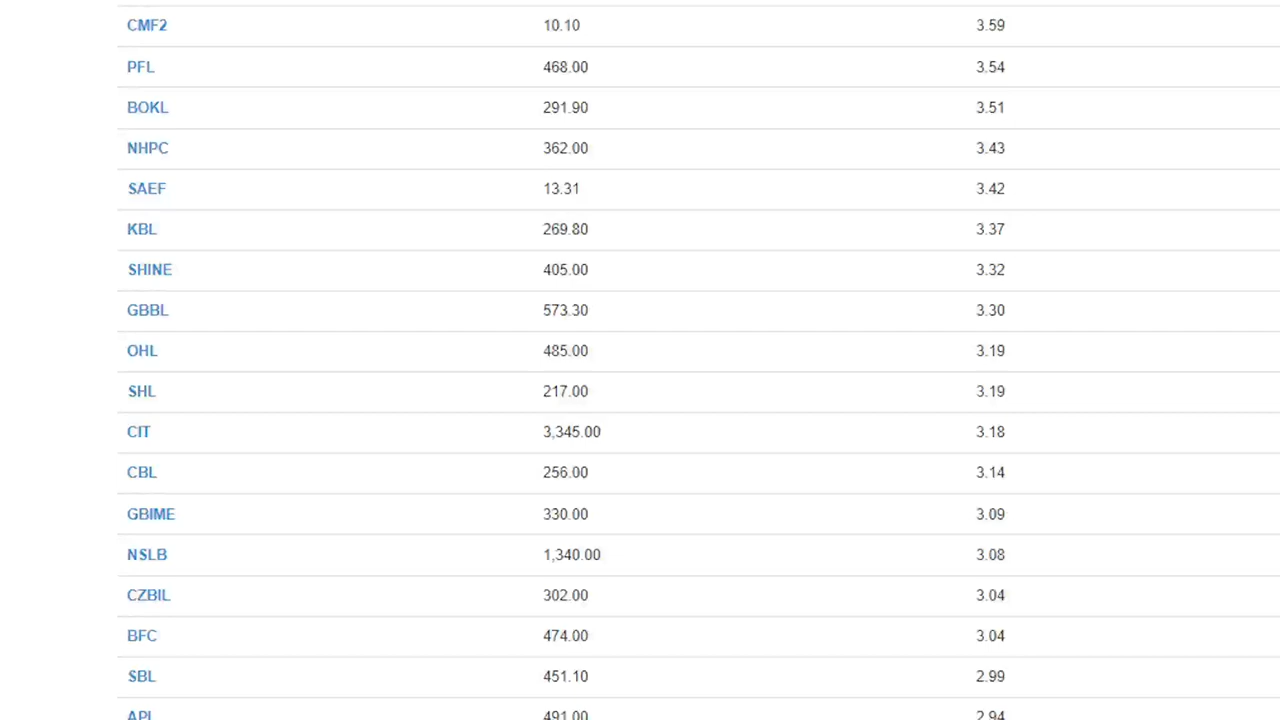 CMF2 10.10 3.59
PFL 468.00 3.54
BOKL 291.90 3.51
NHPC 362.00 3.43
SAEF 13.31 3.42
KBL 269.80 3.37
SHINE 405.00 3.32
GBBL 573.30 3.30
OHL 485.00 3.19
SHL 217.00 3.19
CIT 3,345.00 3.18
CBL 256.00 3.14
GBIME 330.00 3.09
NSLB 1,340.00 3.08
CZBIL 302.00 3.04
BFC 474.00 3.04
SBL 451.10 2.99
491.00 2.94